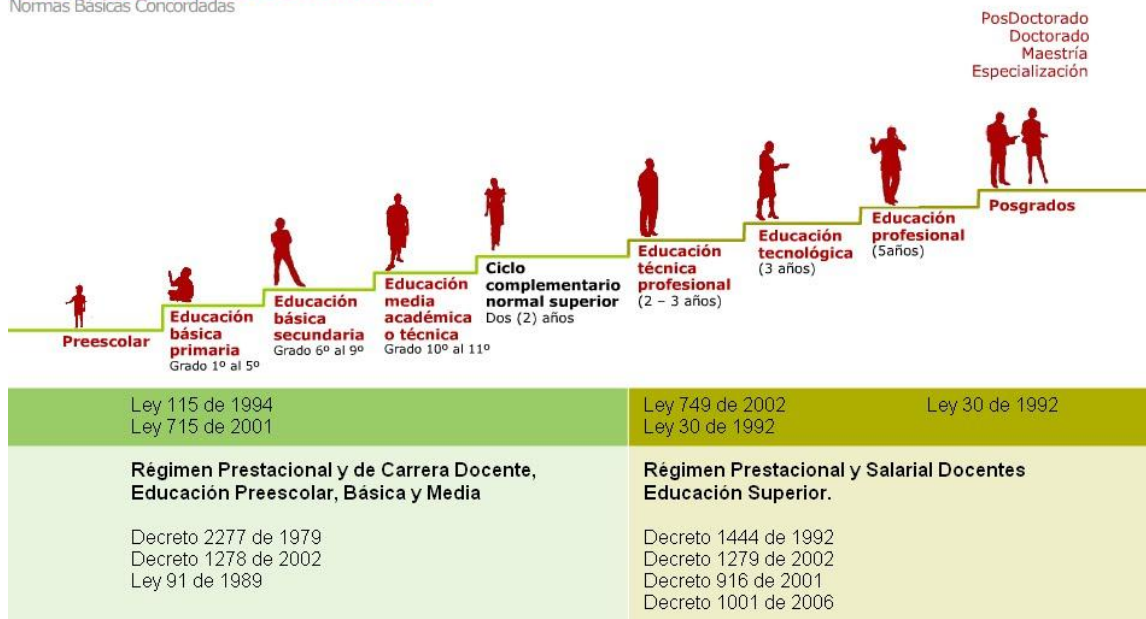 Normas Básicas Concordadas
PosDoctorado
Doctorado
Maestría
Especialización
Preescolar
Educación
básica
primaria
Grado 1º al 5º
Educación
básica
secundaria
Grado 6º al 9º
Educación
media
académica
o técnica
Grado 10º al 11º
Ciclo
complementario
normal superior
Dos (2) años
Educación
técnica
profesional
(2 – 3 años)
Educación
tecnológica
(3 años)
Educación
profesional
(5años)
Posgrados
Ley 115 de 1994
Ley 715 de 2001
Ley 749 de 2002
Ley 30 de 1992
Ley 30 de 1992
Régimen Prestacional y de Carrera Docente,
Educación Preescolar, Básica y Media
Decreto 2277 de 1979
Decreto 1278 de 2002
Ley 91 de 1989
Régimen Prestacional y Salarial Docentes
Educación Superior.
Decreto 1444 de 1992
Decreto 1279 de 2002
Decreto 916 de 2001
Decreto 1001 de 2006